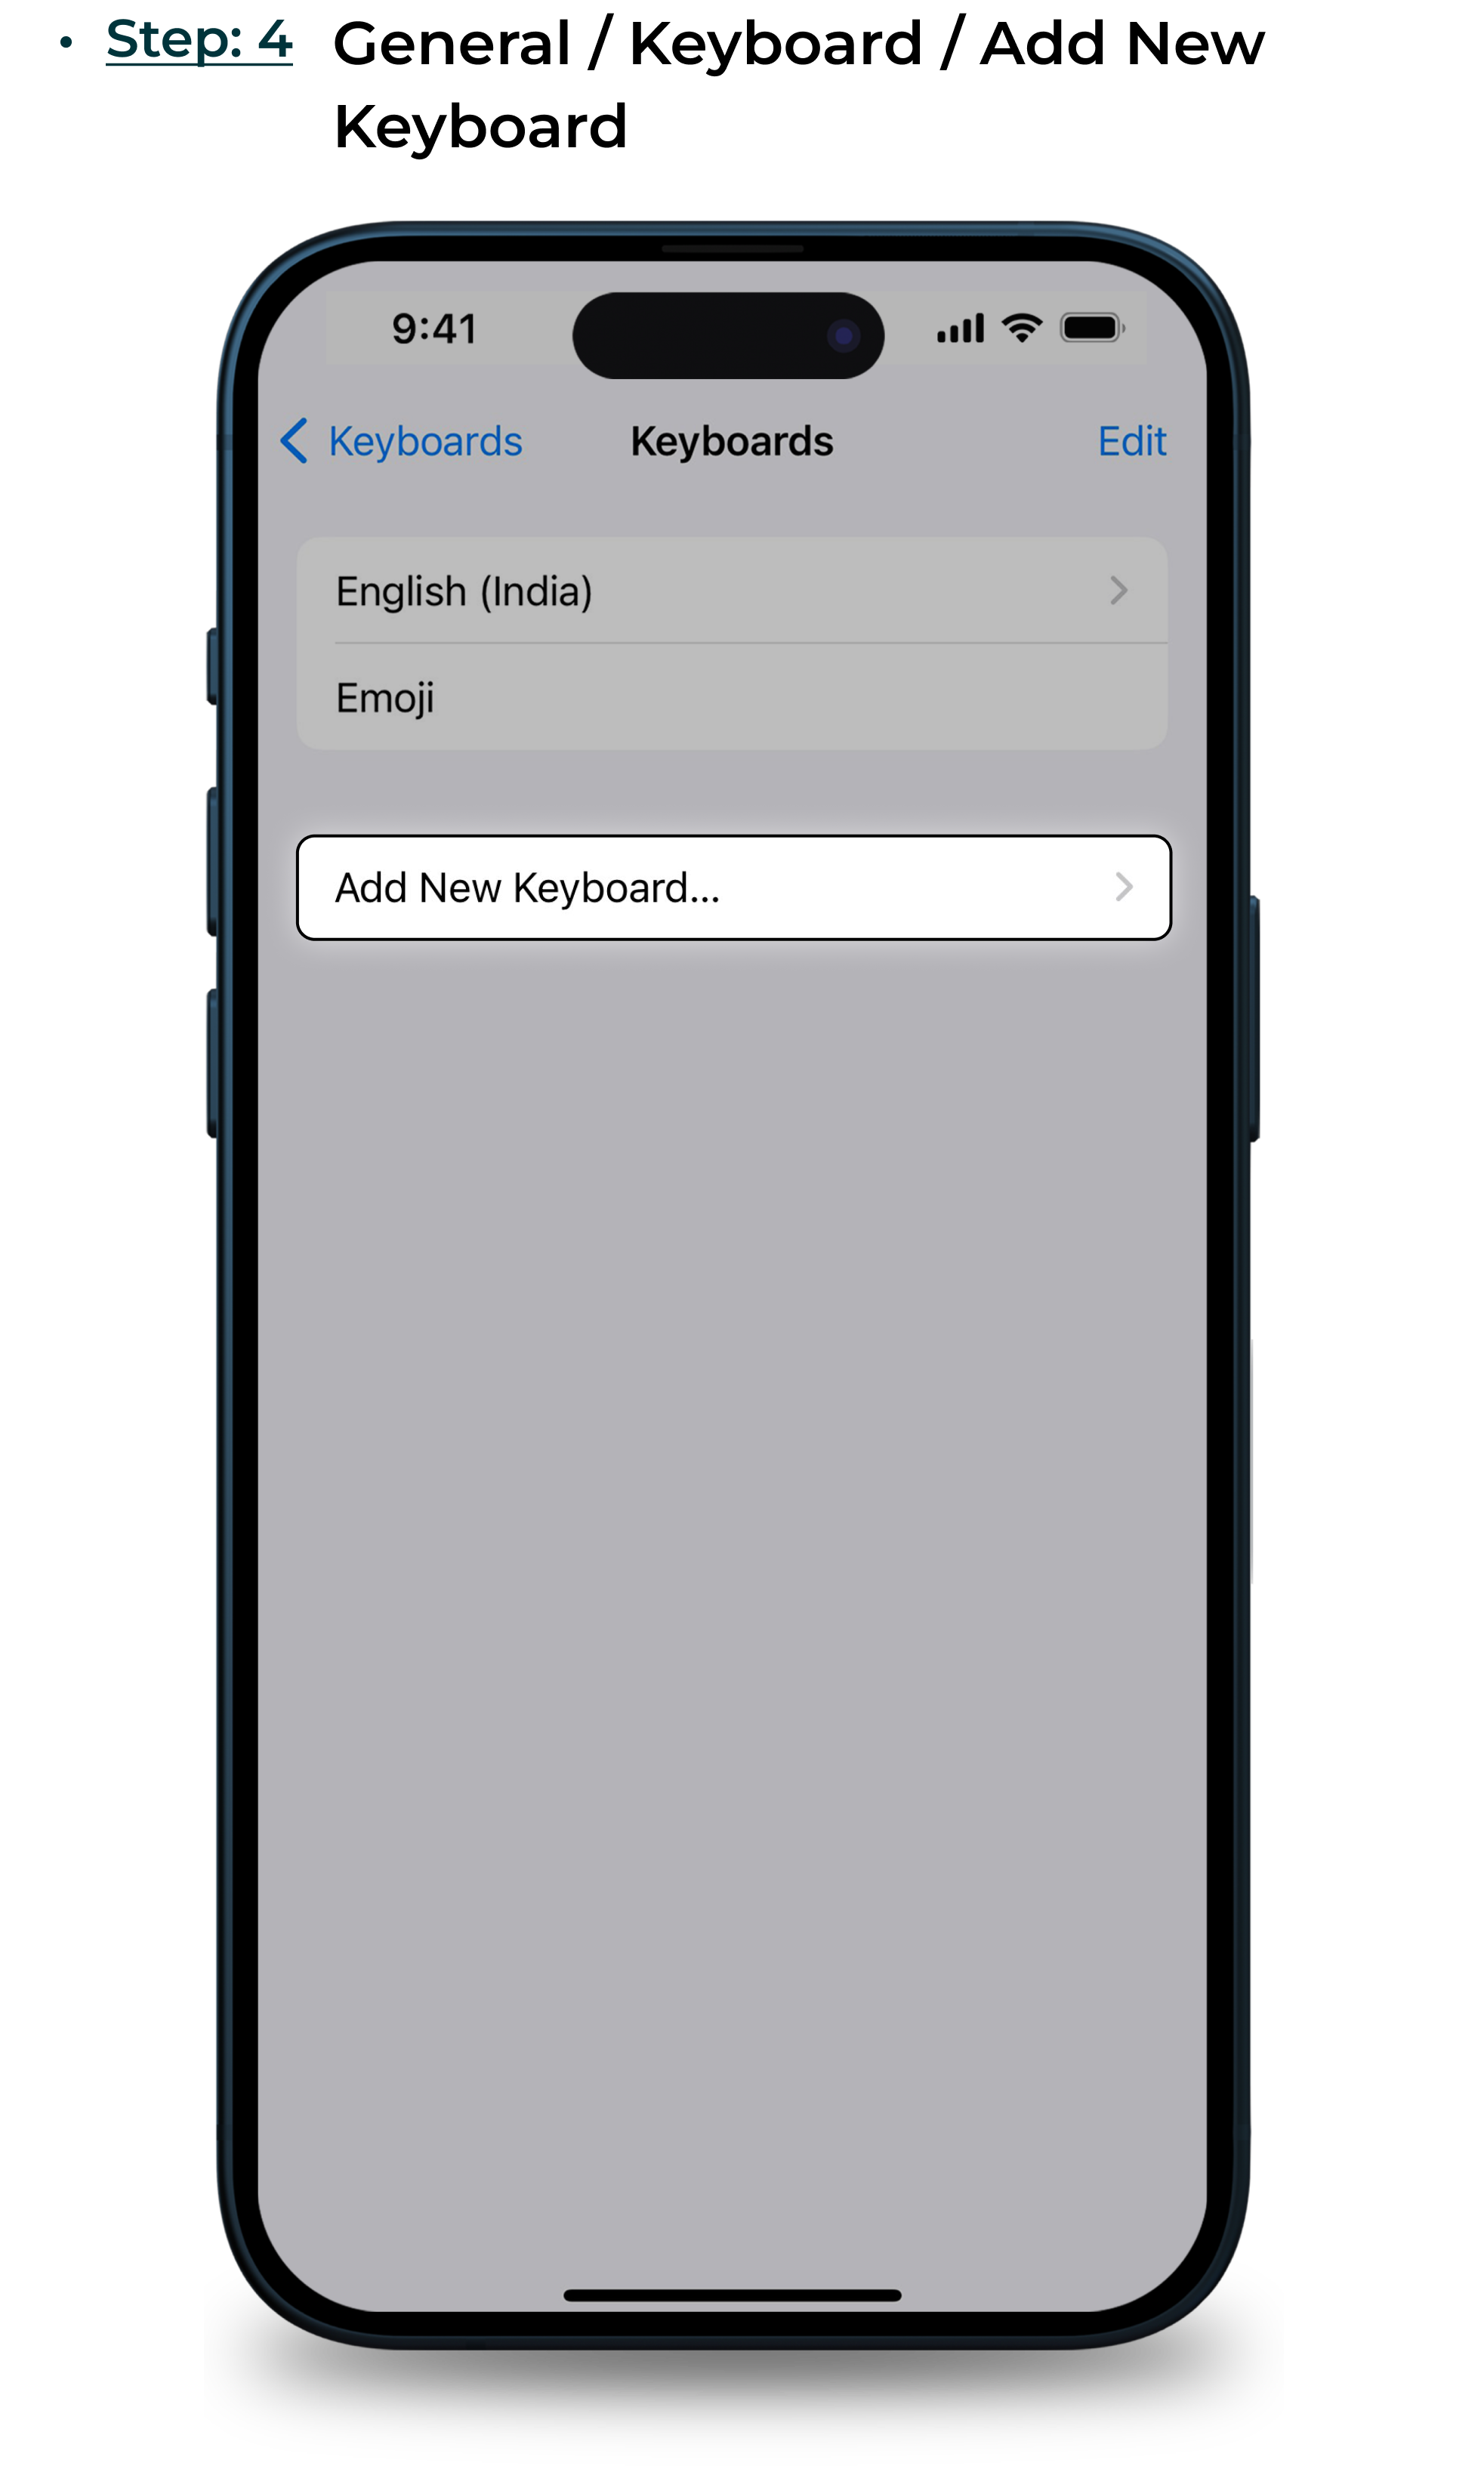 • Step: 4 General / Keyboard / Add New
Keyboard
9:41
Keyboards Keyboards Edit
English (India)
Emoji
Add New Keyboard...